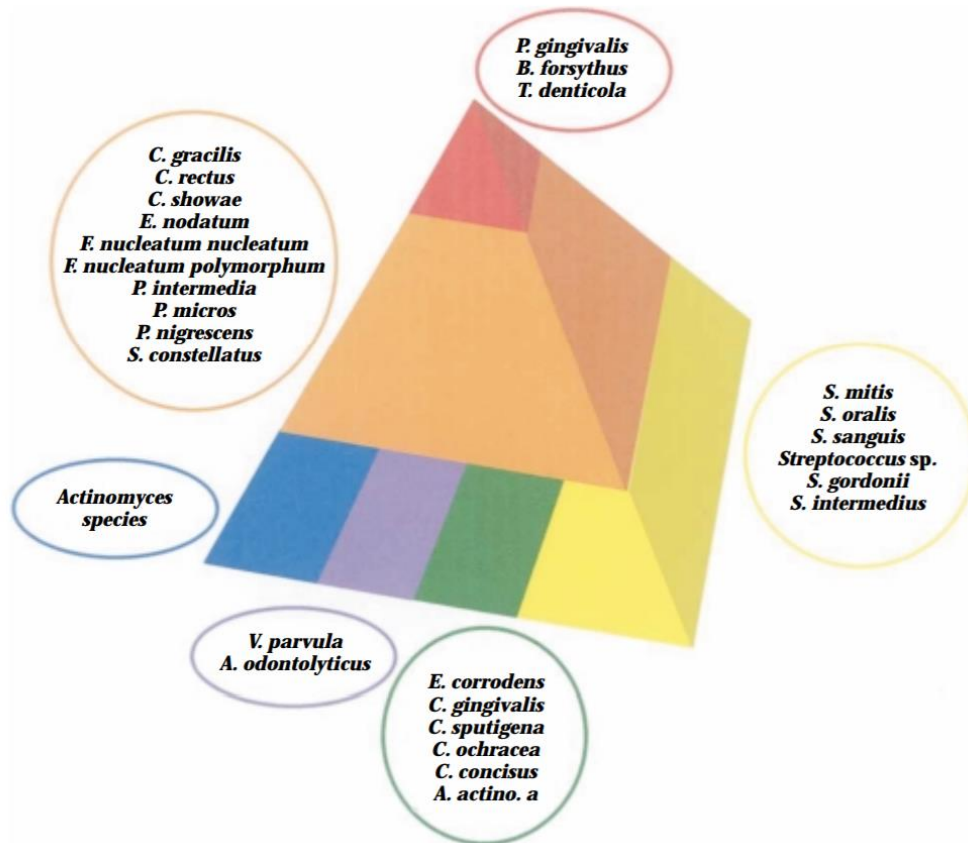 P. gingivalis
B. forsythus
T. denticola
C. gracilis
C. rectus
C. showae
E. nodatum
F. nucleatum nucleatum
F. nucleatum polymorphum
P. intermedia
P. micros
P. nigrescens
S. constellatus
S. mitis
S. oralis
S. sanguis
Streptococcus sp.
S. gordonii
S. intermedius
Actinomyces
species
V. parvula
A. odontolyticus
E. corrodens
C. gingivalis
C. sputigena
C. ochracea
C. concisus
A. actino. a